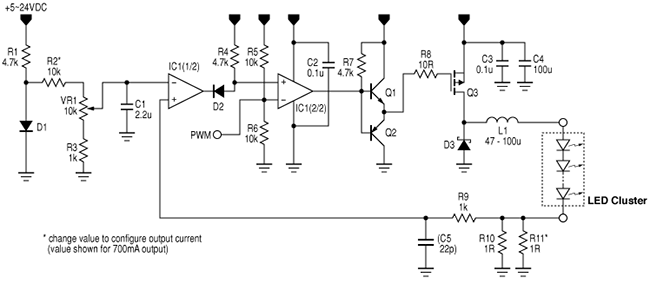 +5~24VDC
R1
4.7k
R2*
10k
VR1
10k
R3
1k
D1
C1
2.2u
IC1(1/2)
D2
R4
4.7k
R5
10k
R6
10k
PWM
C2
0.1u
IC1(2/2)
R7
4.7k
Q1
Q2
R8
10R
Q3
C3
0.1u
C4
100u
D3
L1
47 - 100u
LED Cluster
R9
1k
(C5
22p)
R10
1R
R11*
1R
* change value to configure output current
(value shown for 700mA output)